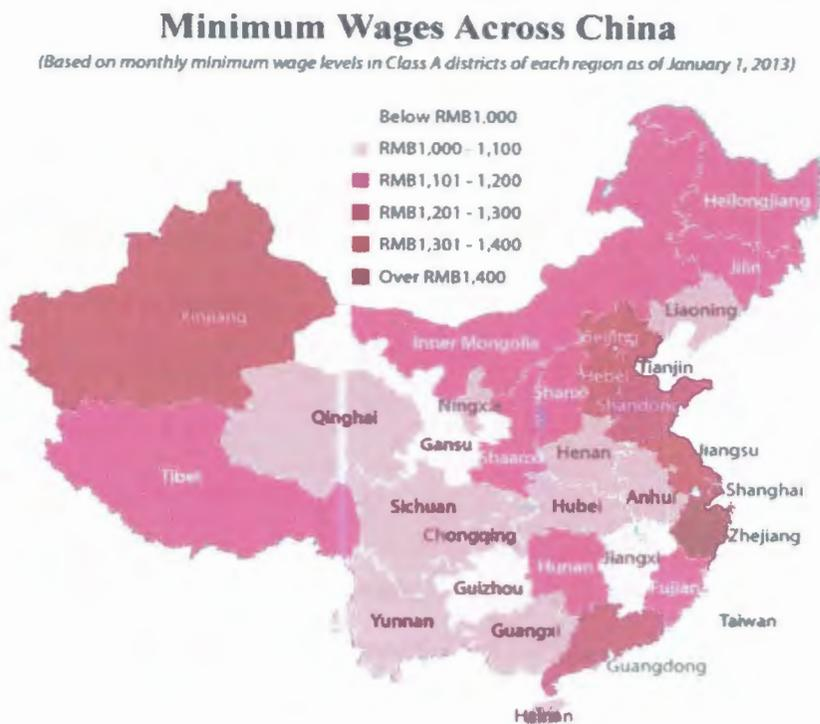 Minimum Wages Across China
(Based on monthly minimum wage levels in Class A districts of each region as of January 1, 2013)
Below RMB1,000
RMB1,000 - 1,100
RMB1,101 - 1,200
RMB1,201 - 1,300
RMB1,301 - 1,400
Over RMB1,400
Heilongjiang
Jilin
Liaoning
Xinjiang
Inner Mongolia
Beijing
Tianjin
Hebei
Shanxi
Shandong
Ningxia
Qinghai
Gansu
Shaanxi
Henan
Jiangsu
Tibet
Sichuan
Hubei
Anhui
Shanghai
Chongqing
Zhejiang
Hunan
Jiangxi
Guizhou
Fujian
Yunnan
Guangxi
Taiwan
Guangdong